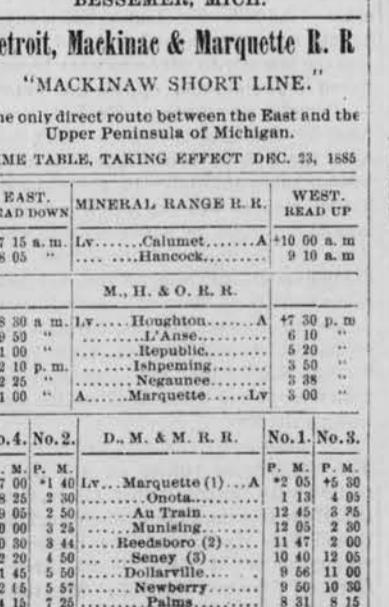 BESSEMER, MICH.
etroit, Mackinac & Marquette R. R
"MACKINAW SHORT LINE."
he only direct route between the East and the
Upper Peninsula of Michigan.
IME TABLE, TAKING EFFECT DEC. 23, 1885
EAST. MINERAL RANGE R. R. WEST.
EAD DOWN READ UP
7 15 a. m. Lv.......Calumet.......A +10 00 a. m
8 05 " .... ....Hancock......... 9 10 a. m
M., H. & O. R. R.
8 30 a m. Lv.....Houghton.......A +7 30 p. m
9 50 " .........L'Anse........ 6 10 "
1 00 " ........Republic........ 5 20 "
2 10 p. m. .......Ishpeming....... 3 50 "
2 25 " .......Negaunee........ 3 38 "
1 00 " A......Marquette......Lv 3 00 "
o.4. No.2. D., M. & M. R. R. No.1. No.3.
. M. P. M. P. M. P. M.
7 00 *1 40 Lv...Marquette (1)...A *2 05 +5 30
8 25 2 30 .........Onota......... 1 13 4 05
9 05 2 50 .......Au Train........ 12 45 3 35
0 00 3 25 .......Munising....... 12 05 2 30
0 30 3 44 .....Reedsboro (2)..... 11 47 2 00
2 20 4 50 ......Seney (3)....... 10 40 12 05
1 45 5 50 ......Dollarville.... 9 56 11 00
2 15 5 57 .......Newberry....... 9 50 10 30
4 15 7 25 ........Palms......... 8 31 8 15